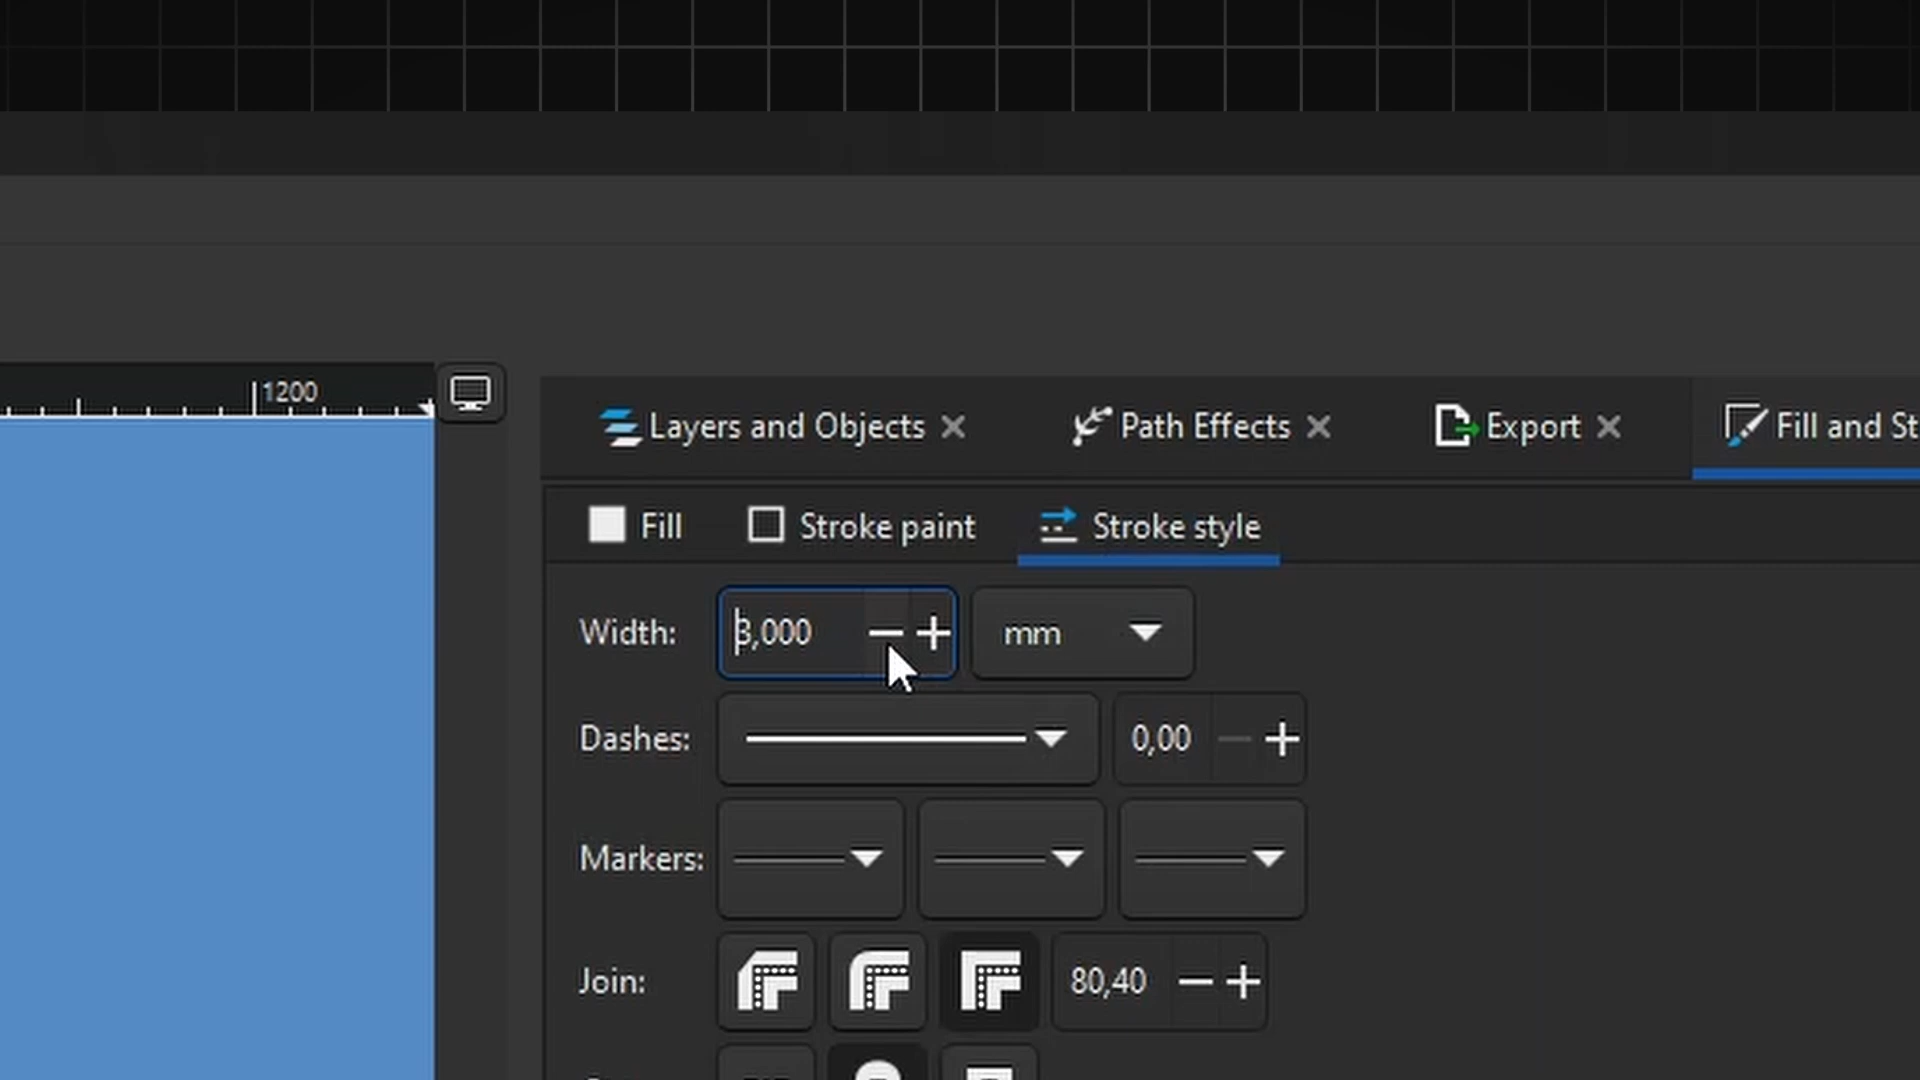 1200
Layers and Objects
Path Effects
Export
Fill and St
Fill
Stroke paint
Stroke style
Width: 3,000 mm
Dashes: 0,00
Markers:
Join: 80,40